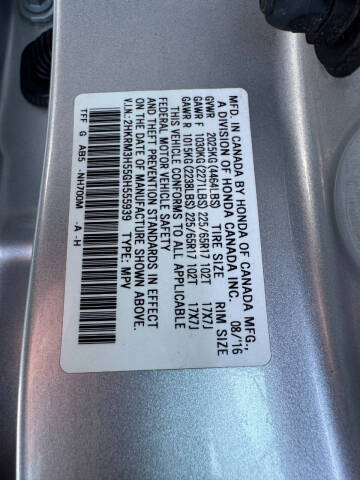 MFD. IN CANADA BY HONDA OF CANADA MFG.,
A DIVISION OF HONDA CANADA INC. 08/16
GVWR 2025KG(4464LBS) TIRE SIZE RIM SIZE
GAWR F 1030KG(2271LBS) 225/65R17 102T 17X7J
GAWR R 1015KG(2238LBS) 225/65R17 102T 17X7J
THIS VEHICLE CONFORMS TO ALL APPLICABLE
FEDERAL MOTOR VEHICLE SAFETY
AND THEFT PREVENTION STANDARDS IN EFFECT
ON THE DATE OF MANUFACTURE SHOWN ABOVE.
V.I.N.: 2HKRM3H55GH555939 TYPE: MPV
TFF G AB5 -NH700M -A -H